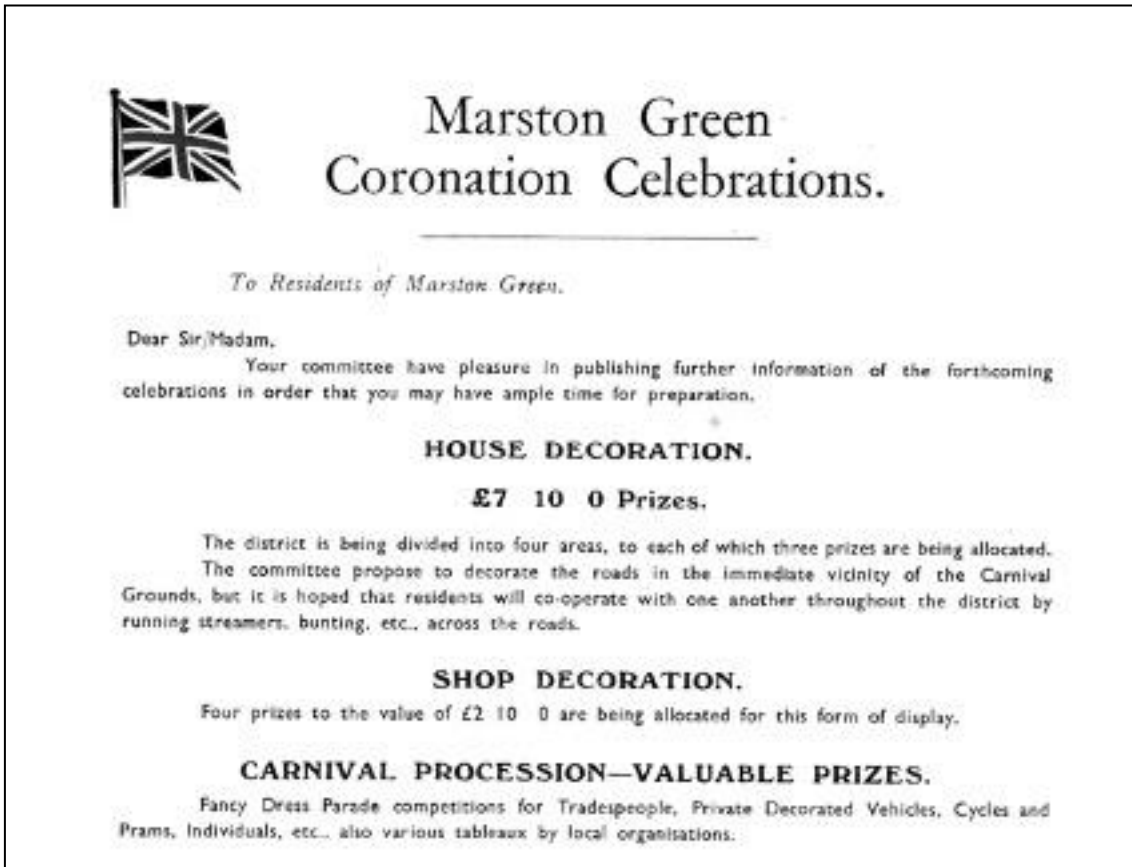 Marston Green
Coronation Celebrations.
To Residents of Marston Green.
Dear Sir/Madam,
Your committee have pleasure in publishing further information of the forthcoming
celebrations in order that you may have ample time for preparation.
HOUSE DECORATION.
£7 10 0 Prizes.
The district is being divided into four areas, to each of which three prizes are being allocated.
The committee propose to decorate the roads in the immediate vicinity of the Carnival
Grounds, but it is hoped that residents will co-operate with one another throughout the district by
running streamers, bunting, etc., across the roads.
SHOP DECORATION.
Four prizes to the value of £2 10 0 are being allocated for this form of display.
CARNIVAL PROCESSION—VALUABLE PRIZES.
Fancy Dress Parade competitions for Tradespeople, Private Decorated Vehicles, Cycles and
Prams, Individuals, etc., also various tableaux by local organisations.